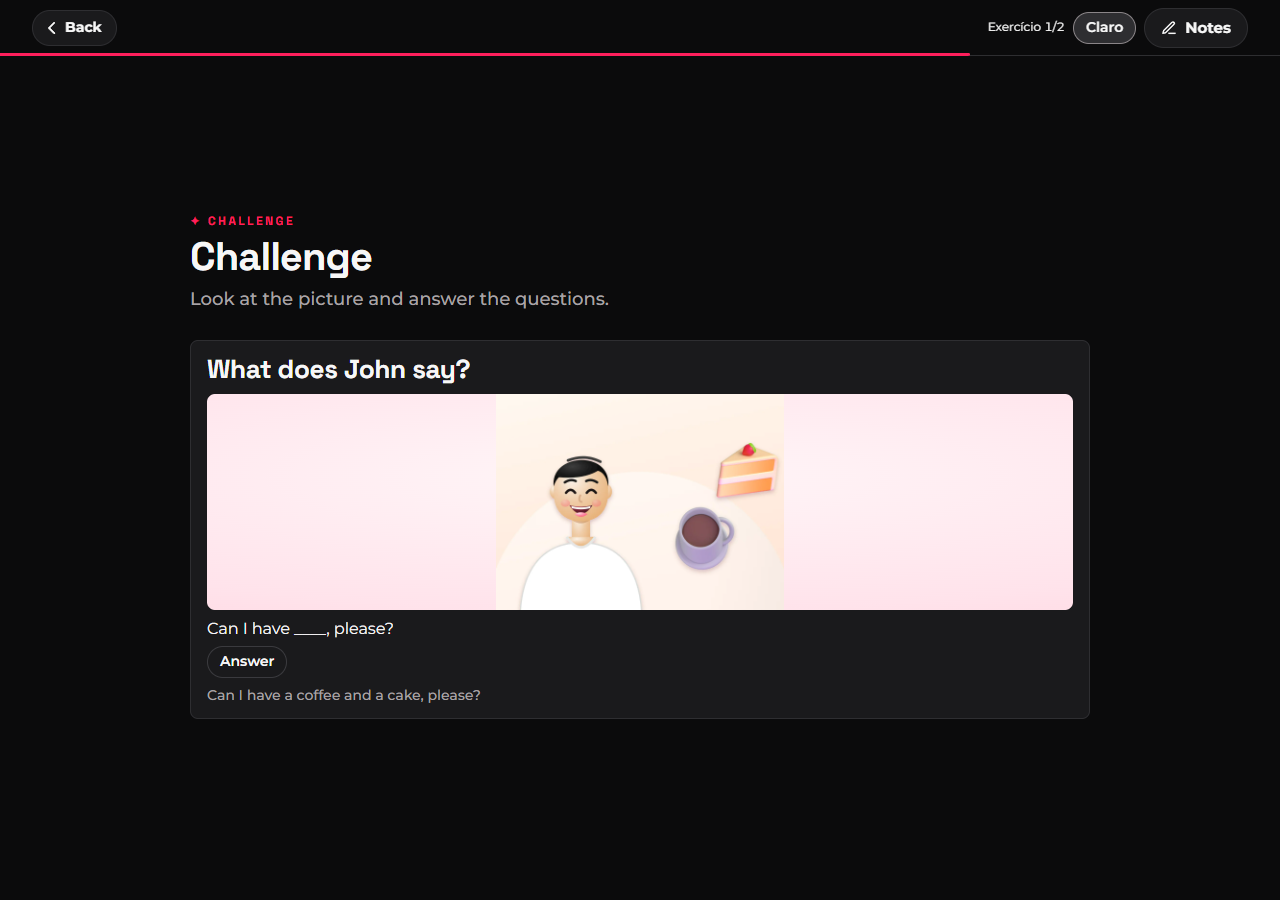 Back
Exercício 1/2
Claro
Notes
✦ CHALLENGE
Challenge
Look at the picture and answer the questions.
What does John say?
Can I have ____, please?
Answer
Can I have a coffee and a cake, please?